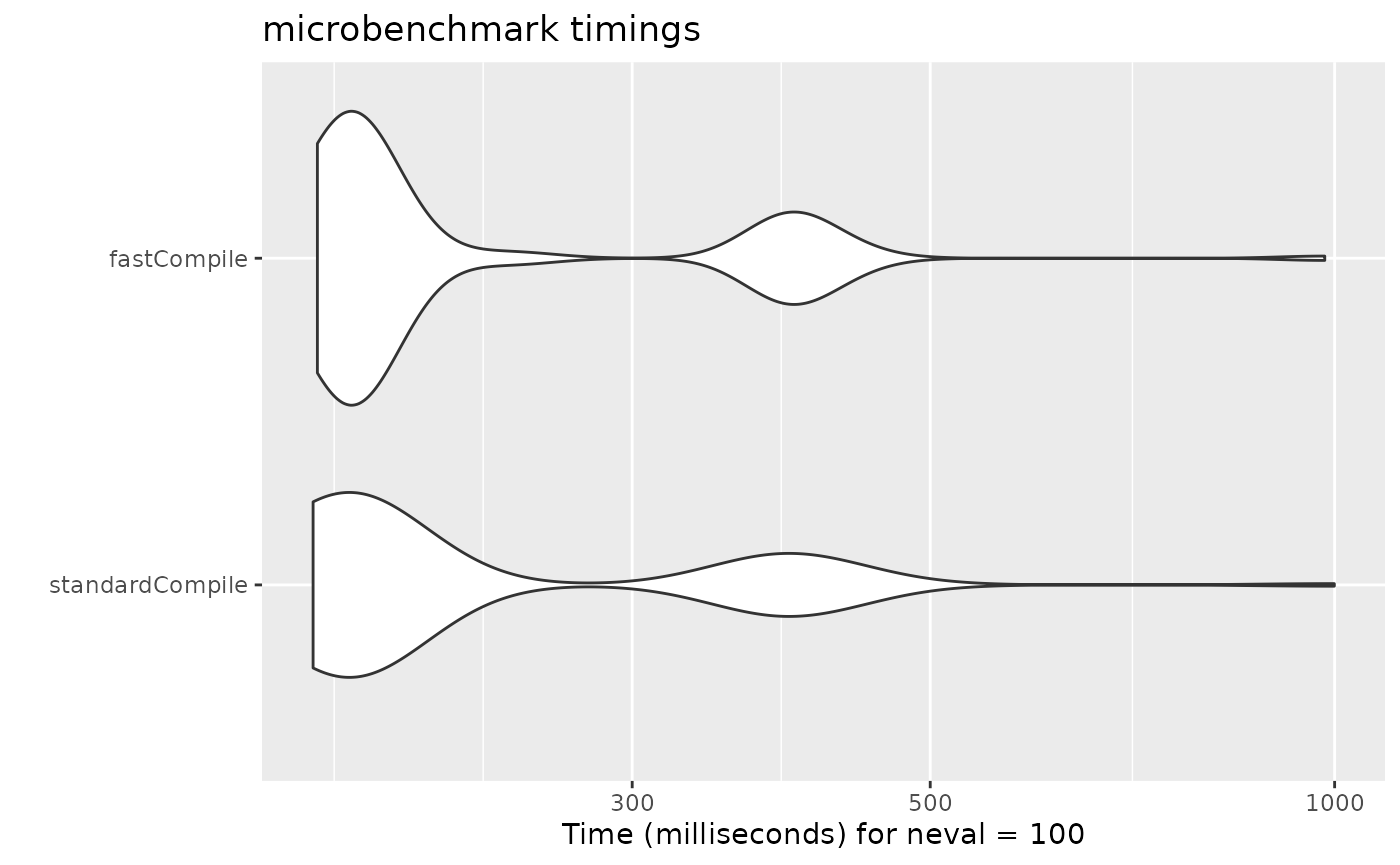 microbenchmark timings
fastCompile
standardCompile
300 500 1000
Time (milliseconds) for neval = 100